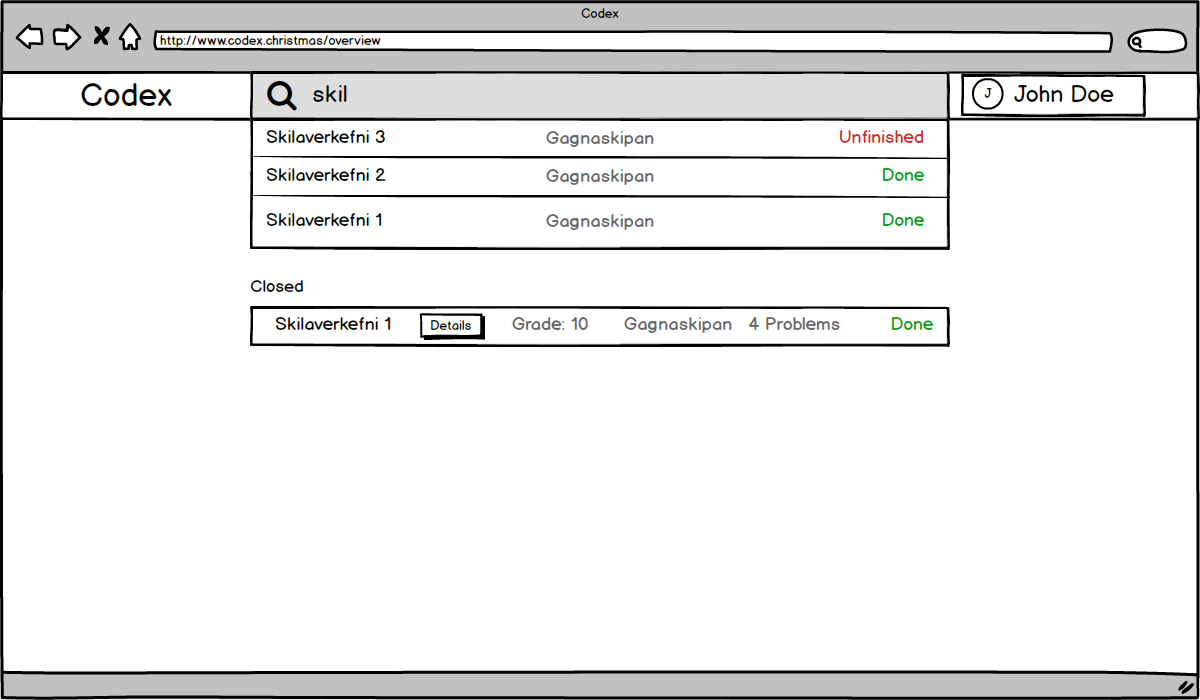 Codex
http://www.codex.christmas/overview
Codex skil J John Doe
Skilaverkefni 3 Gagnaskipan Unfinished
Skilaverkefni 2 Gagnaskipan Done
Skilaverkefni 1 Gagnaskipan Done
Closed
Skilaverkefni 1 Details Grade: 10 Gagnaskipan 4 Problems Done